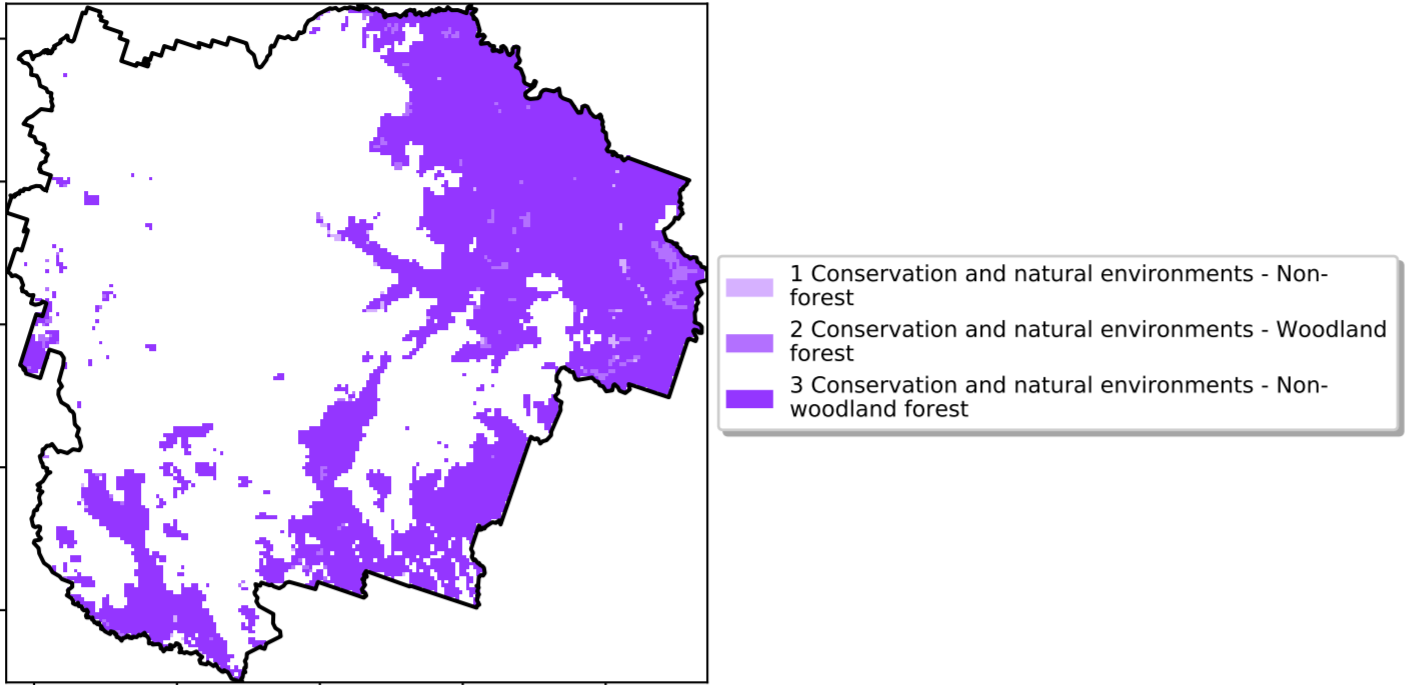 1 Conservation and natural environments - Non-
forest
2 Conservation and natural environments - Woodland
forest
3 Conservation and natural environments - Non-
woodland forest